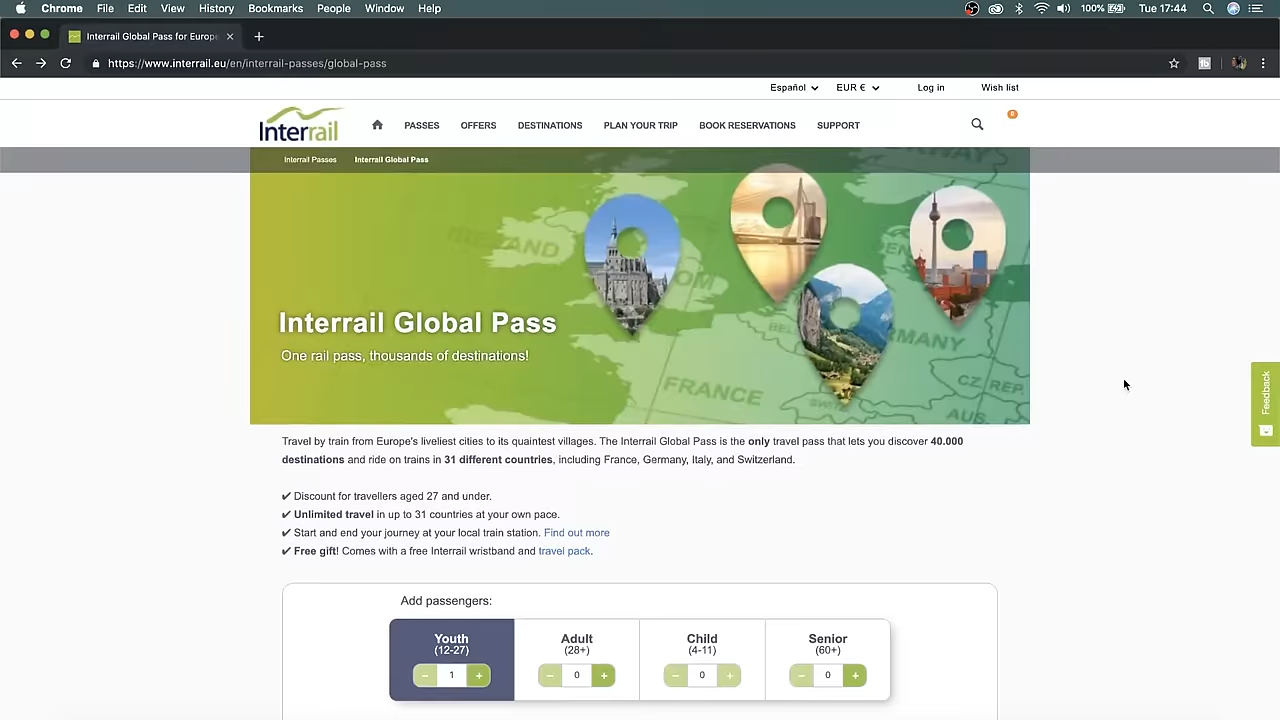 Chrome File Edit View History Bookmarks People Window Help 100% Tue 17:44
Interrail Global Pass for Europe
https://www.interrail.eu/en/interrail-passes/global-pass
Español EUR € Log in Wish list
Interrail PASSES OFFERS DESTINATIONS PLAN YOUR TRIP BOOK RESERVATIONS SUPPORT 0
Interrail Passes Interrail Global Pass
NORWAY
IRELAND
DEN
GERMANY
FRANCE
CZ. REP.
AUS.
Interrail Global Pass
One rail pass, thousands of destinations!
Feedback
Travel by train from Europe's liveliest cities to its quaintest villages. The Interrail Global Pass is the only travel pass that lets you discover 40.000
destinations and ride on trains in 31 different countries, including France, Germany, Italy, and Switzerland.
✔ Discount for travellers aged 27 and under.
✔ Unlimited travel in up to 31 countries at your own pace.
✔ Start and end your journey at your local train station. Find out more
✔ Free gift! Comes with a free Interrail wristband and travel pack.
Add passengers:
Youth Adult Child Senior
(12-27) (28+) (4-11) (60+)
− 1 + − 0 + − 0 + − 0 +